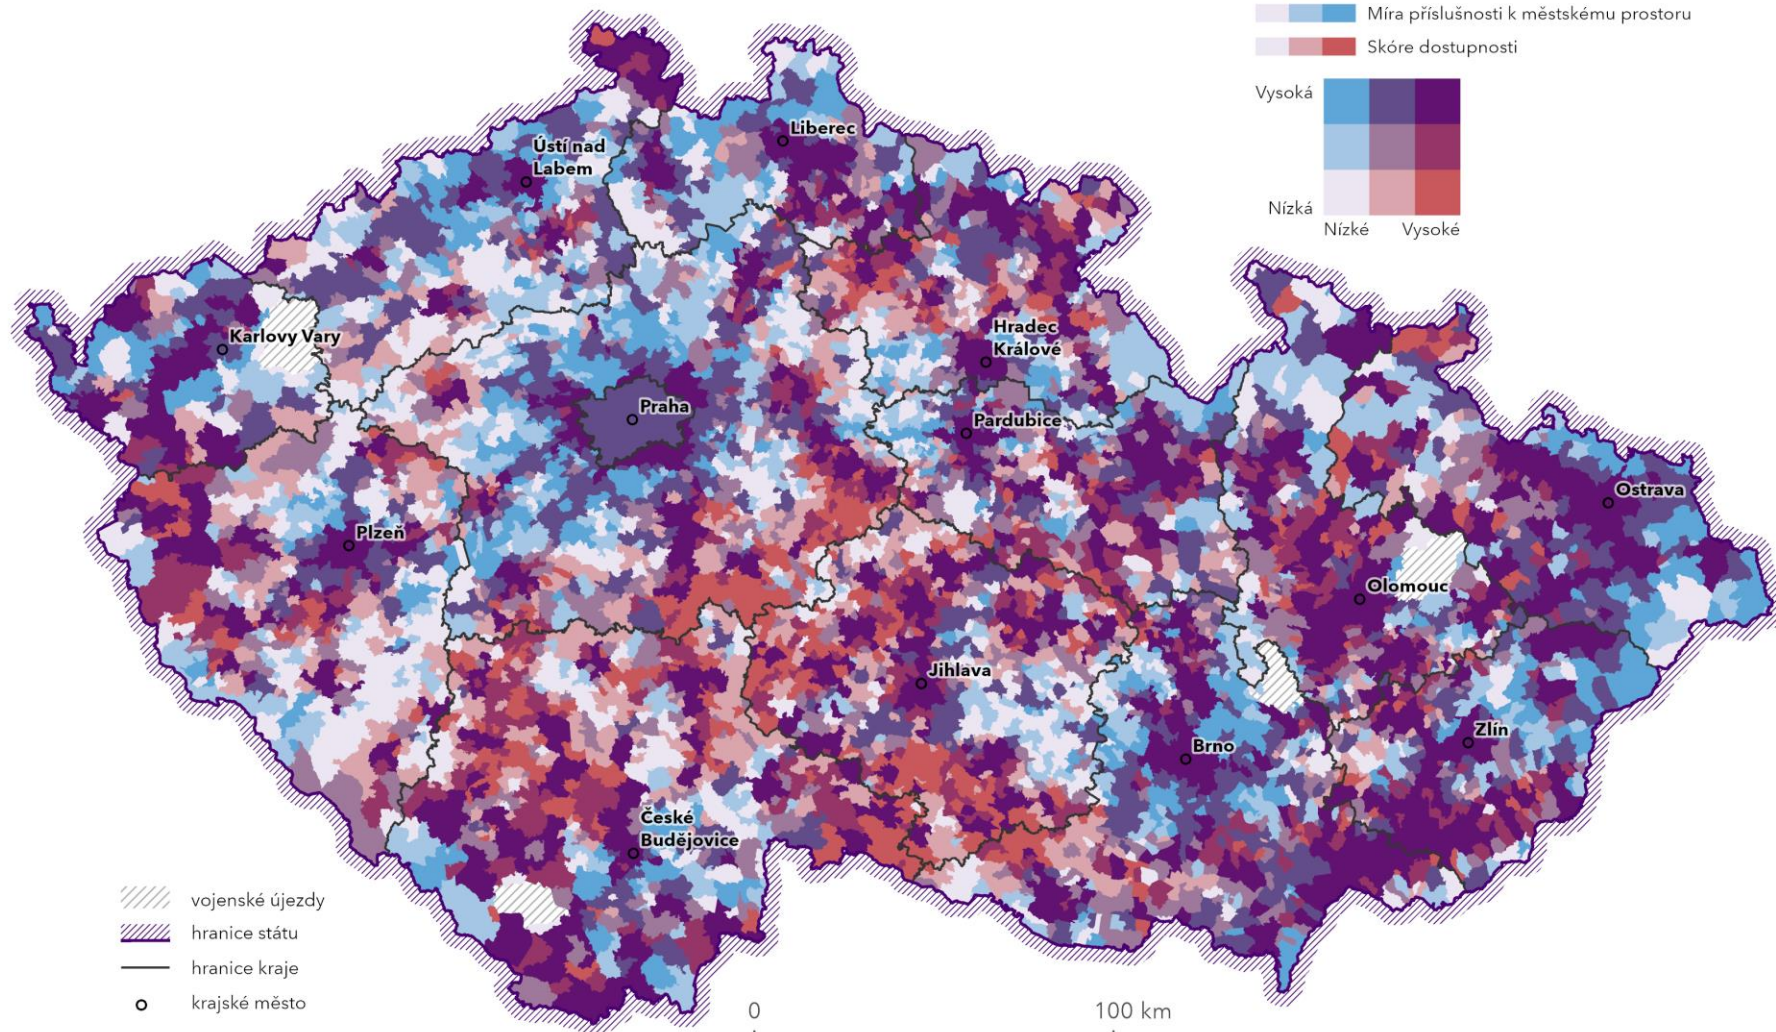 Míra příslušnosti k městskému prostoru
Skóre dostupnosti
Vysoká
Nízká
Nízké Vysoké
Liberec
Ústí nad
Labem
Karlovy Vary
Hradec
Králové
Praha
Pardubice
Ostrava
Plzeň
Olomouc
Jihlava
Zlín
Brno
České
Budějovice
vojenské újezdy
hranice státu
hranice kraje
krajské město
0 100 km